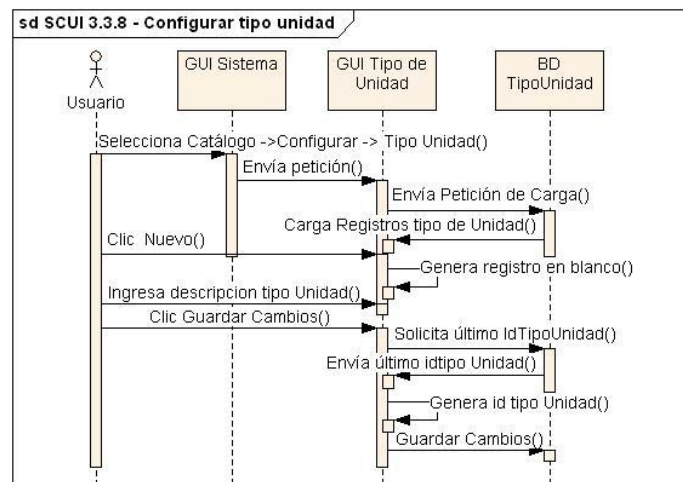 sd SCUI 3.3.8 - Configurar tipo unidad
GUI Sistema
GUI Tipo de
Unidad
BD
TipoUnidad
Usuario
Selecciona Catálogo ->Configurar -> Tipo Unidad()
Envía petición()
Envía Petición de Carga()
Carga Registros tipo de Unidad()
Clic Nuevo()
Genera registro en blanco()
Ingresa descripcion tipo Unidad()
Clic Guardar Cambios()
Solicita último IdTipoUnidad()
Envía último idtipo Unidad()
Genera id tipo Unidad()
Guardar Cambios()